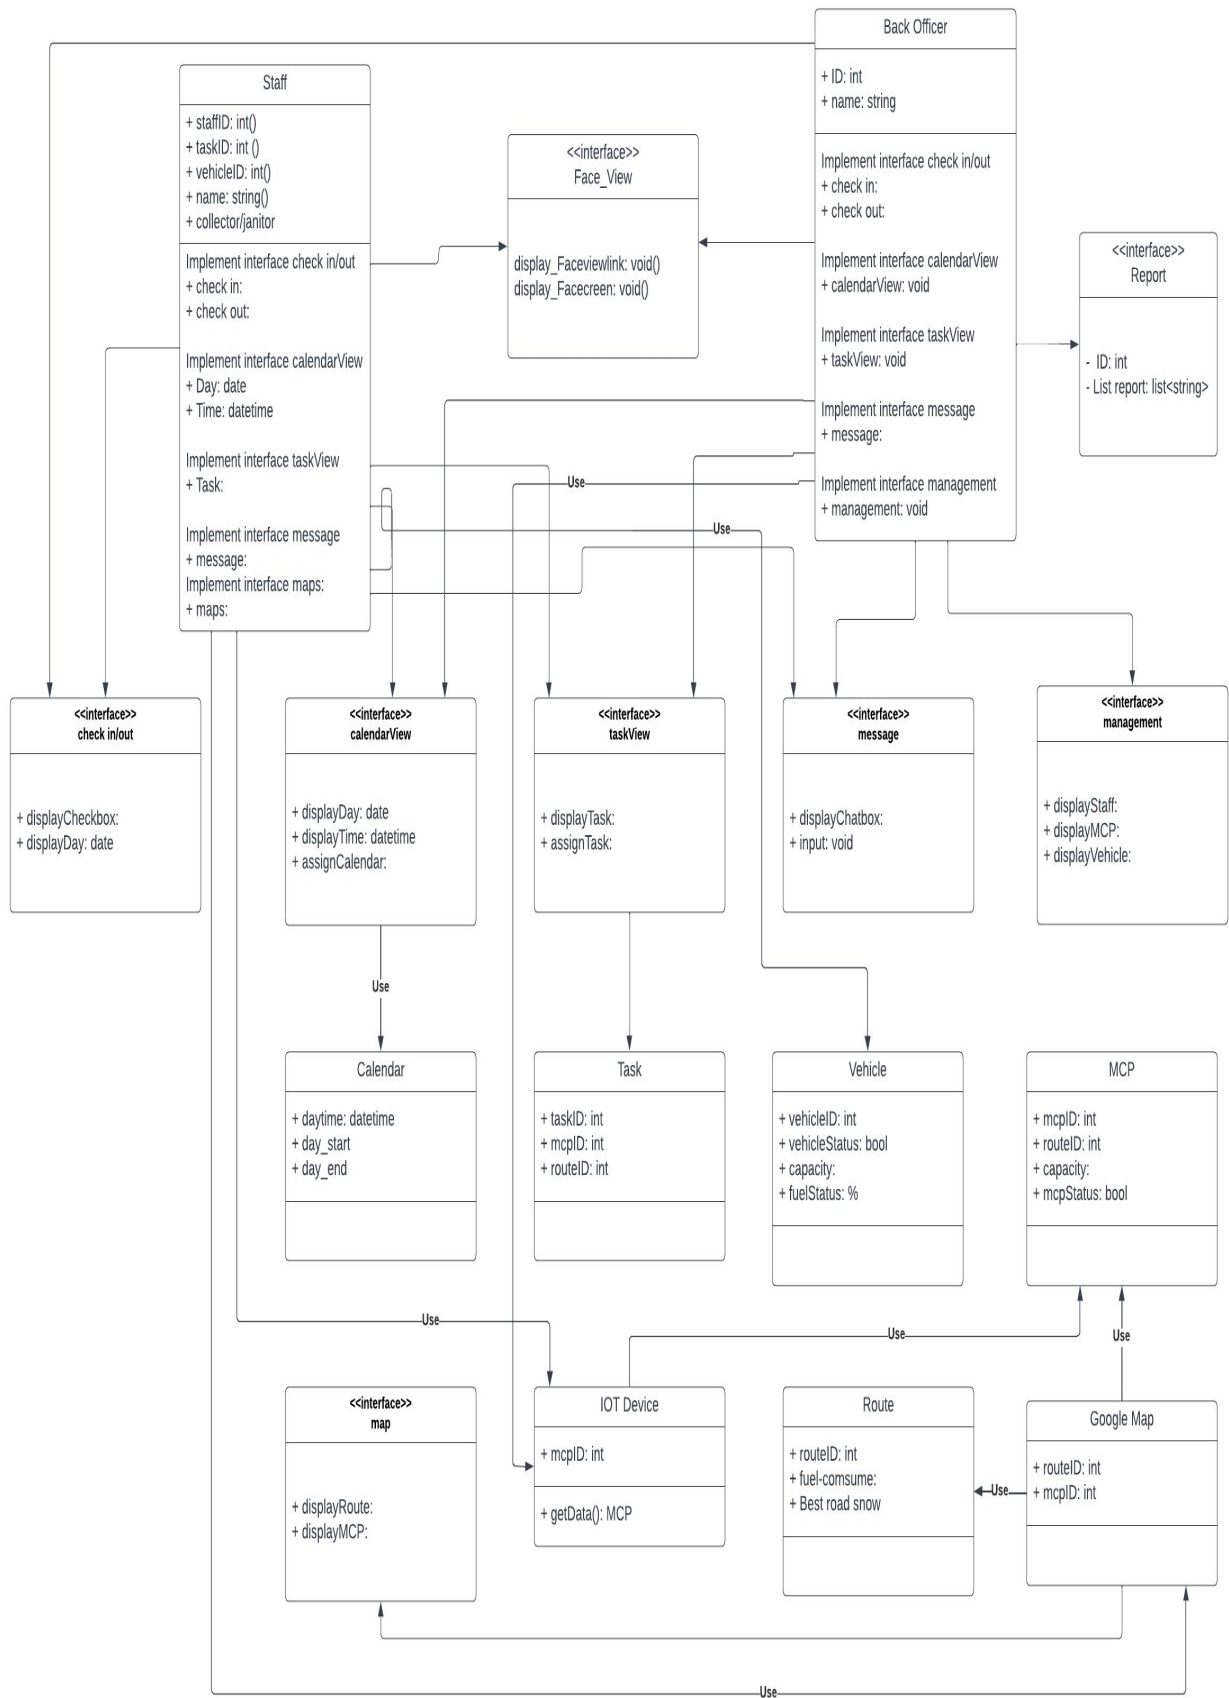 Back Officer
+ ID: int
+ name: string
Implement interface check in/out
+ check in:
+ check out:
Implement interface calendarView
+ calendarView: void
Implement interface taskView
+ taskView: void
Implement interface message
+ message:
Implement interface management
+ management: void
Staff
+ staffID: int()
+ taskID: int ()
+ vehicleID: int()
+ name: string()
+ collector/janitor
Implement interface check in/out
+ check in:
+ check out:
Implement interface calendarView
+ Day: date
+ Time: datetime
Implement interface taskView
+ Task:
Implement interface message
+ message:
Implement interface maps:
+ maps:
<<interface>>
Face_View
display_Faceviewlink: void()
display_Facecreen: void()
<<interface>>
Report
- ID: int
- List report: list<string>
Use
Use
<<interface>>
check in/out
+ displayCheckbox:
+ displayDay: date
<<interface>>
calendarView
+ displayDay: date
+ displayTime: datetime
+ assignCalendar:
<<interface>>
taskView
+ displayTask:
+ assignTask:
<<interface>>
message
+ displayChatbox:
+ input: void
<<interface>>
management
+ displayStaff:
+ displayMCP:
+ displayVehicle:
Use
Calendar
+ daytime: datetime
+ day_start
+ day_end
Task
+ taskID: int
+ mcpID: int
+ routeID: int
Vehicle
+ vehicleID: int
+ vehicleStatus: bool
+ capacity:
+ fuelStatus: %
MCP
+ mcpID: int
+ routeID: int
+ capacity:
+ mcpStatus: bool
Use
Use
Use
<<interface>>
map
+ displayRoute:
+ displayMCP:
IOT Device
+ mcpID: int
+ getData(): MCP
Route
+ routeID: int
+ fuel-comsume:
+ Best road snow
Use
Google Map
+ routeID: int
+ mcpID: int
Use